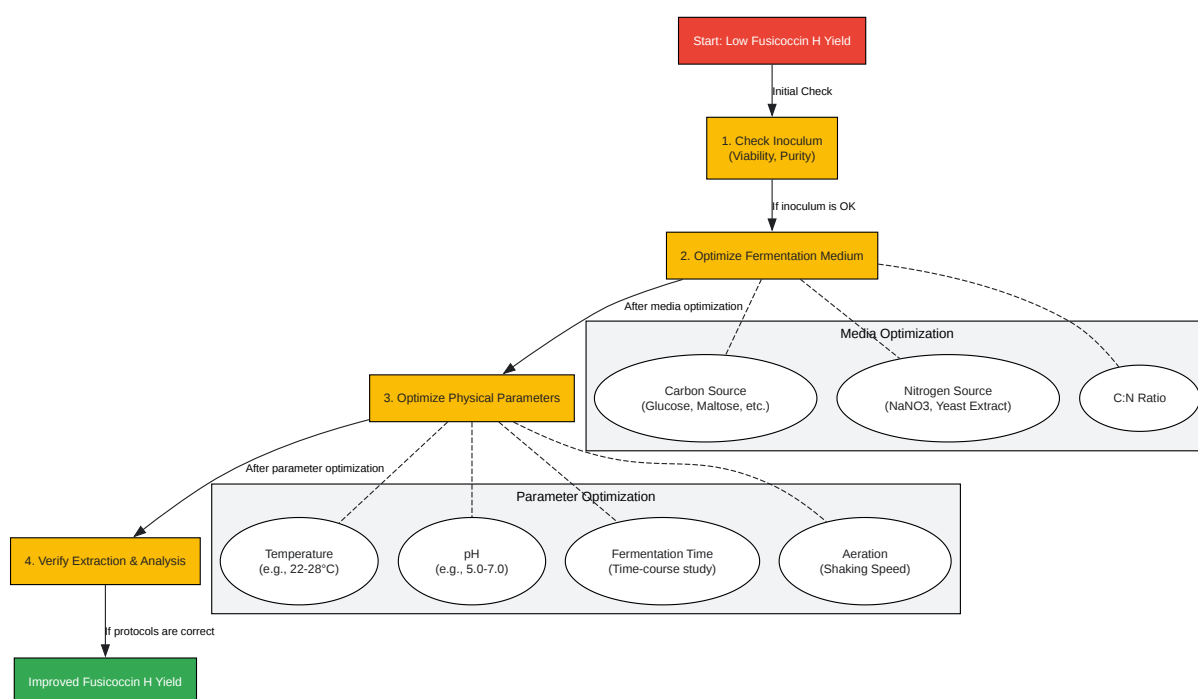 Start: Low Fusicoccin H Yield
Initial Check
1. Check Inoculum
(Viability, Purity)
If inoculum is OK
2. Optimize Fermentation Medium
After media optimization
Media Optimization
Carbon Source
(Glucose, Maltose, etc.)
Nitrogen Source
(NaNO3, Yeast Extract)
C:N Ratio
3. Optimize Physical Parameters
After parameter optimization
Parameter Optimization
Temperature
(e.g., 22-28°C)
pH
(e.g., 5.0-7.0)
Fermentation Time
(Time-course study)
Aeration
(Shaking Speed)
4. Verify Extraction & Analysis
If protocols are correct
Improved Fusicoccin H Yield